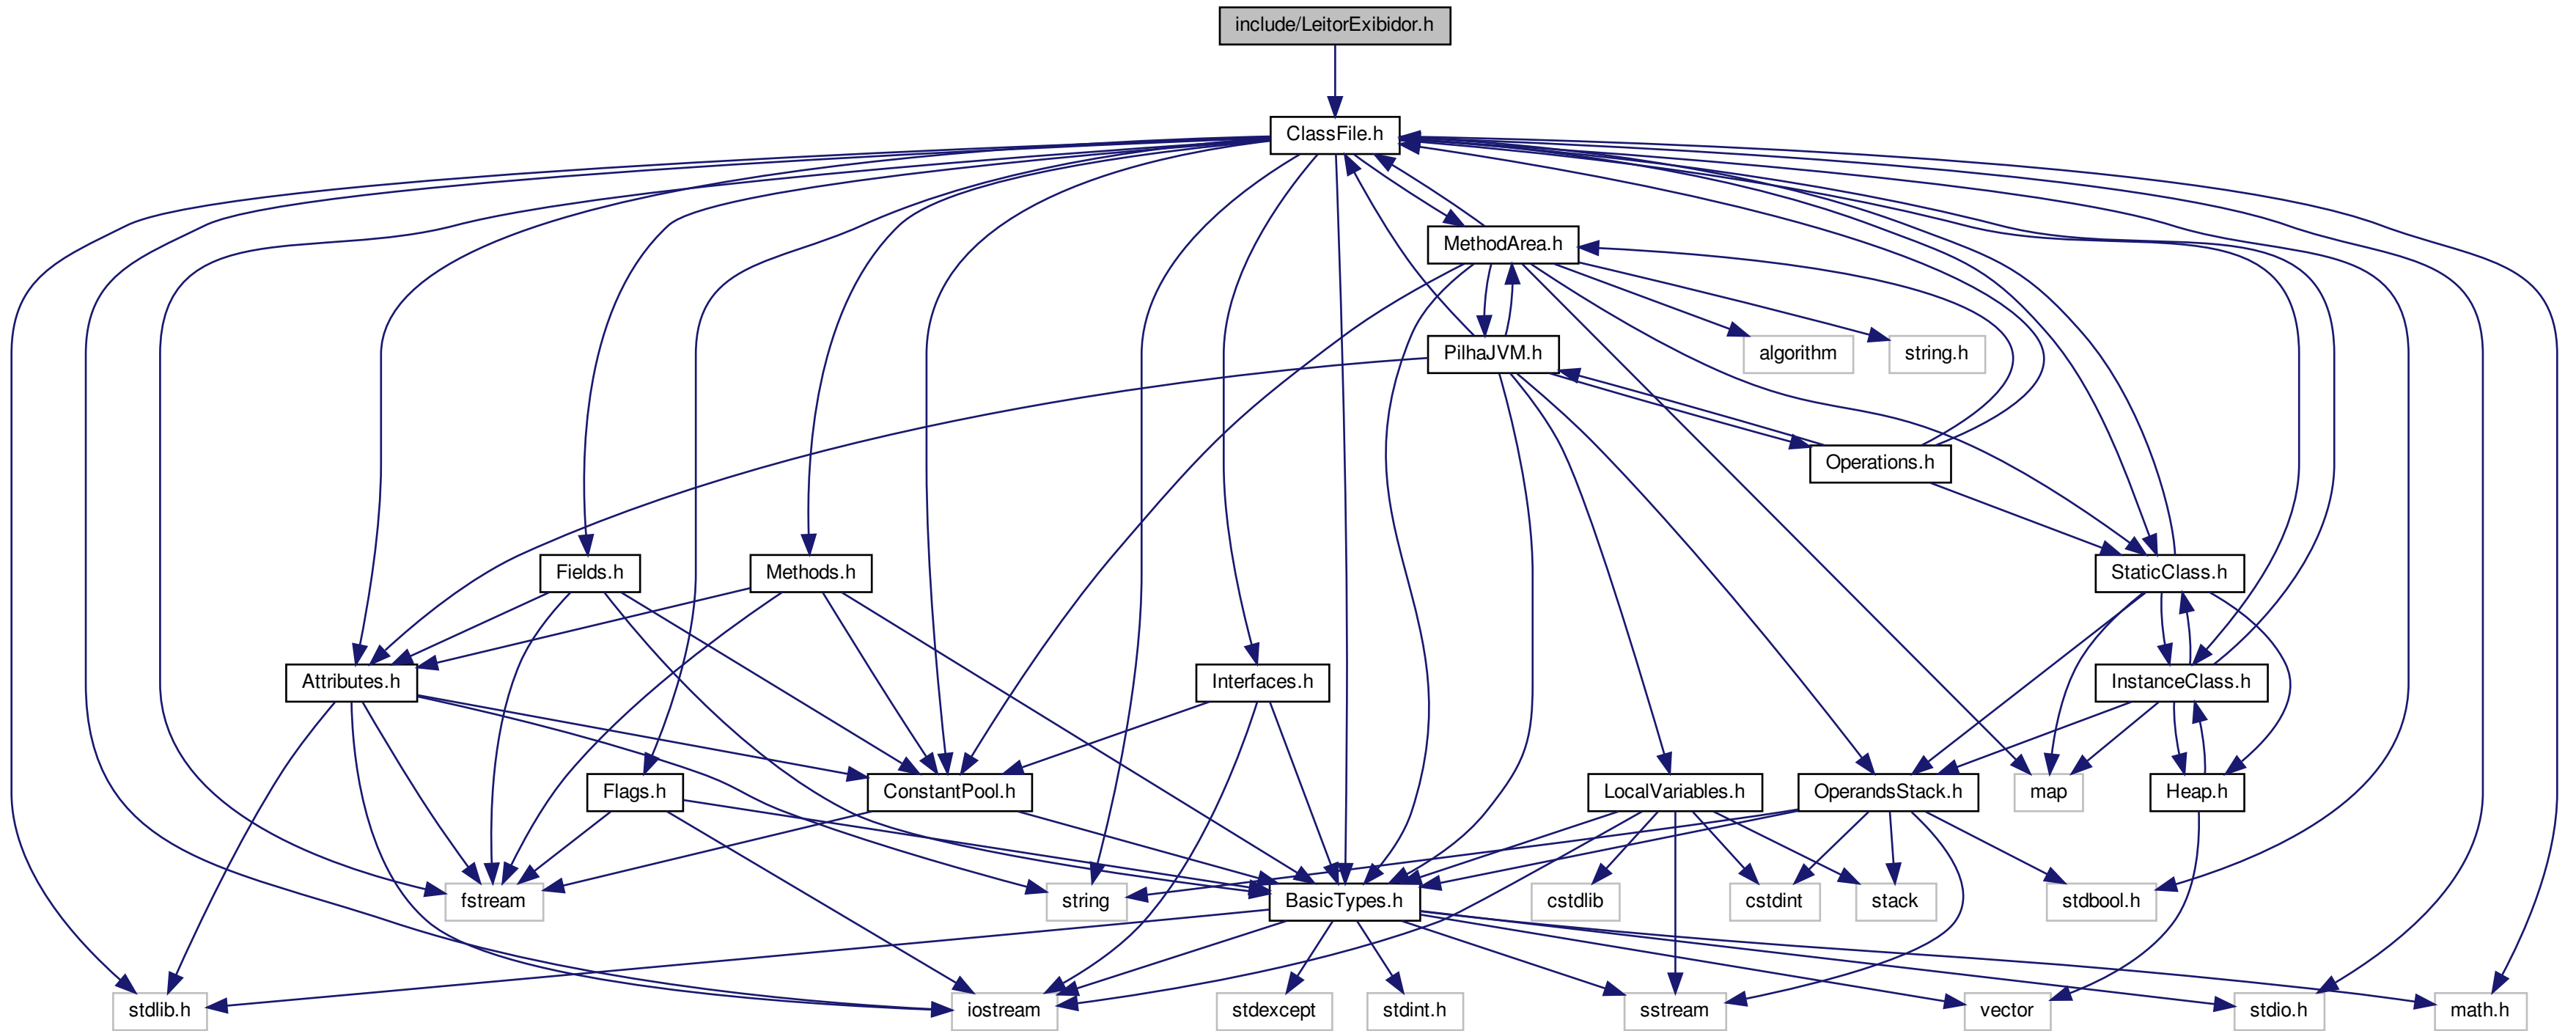 include/LeitorExibidor.h
ClassFile.h
MethodArea.h
PilhaJVM.h
algorithm
string.h
Operations.h
Fields.h
Methods.h
StaticClass.h
Attributes.h
Interfaces.h
InstanceClass.h
Flags.h
ConstantPool.h
LocalVariables.h
OperandsStack.h
map
Heap.h
fstream
string
BasicTypes.h
cstdlib
cstdint
stack
stdbool.h
stdlib.h
iostream
stdexcept
stdint.h
sstream
vector
stdio.h
math.h